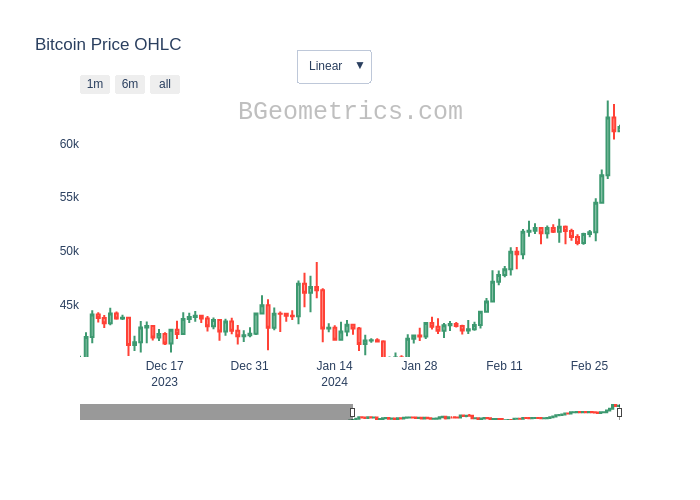 Bitcoin Price OHLC
Linear ▼
1m 6m all
BGeometrics.com
60k
55k
50k
45k
Dec 17 Dec 31 Jan 14 Jan 28 Feb 11 Feb 25
2023 2024